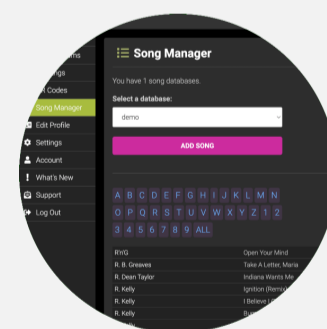 Song Manager
You have 1 song databases.
Select a database:
demo
ADD SONG
Codes
Song Manager
Edit Profile
Settings
Account
What's New
Support
Log Out
A B C D E F G H I J K L M N
O P Q R S T U V W X Y Z 1 2
3 4 5 6 7 8 9 ALL
RYG Open Your Mind
R. B. Greaves Take A Letter, Maria
R. Dean Taylor Indiana Wants Me
R. Kelly Ignition (Remix)
R. Kelly I Believe I
R. Kelly
R. Kelly